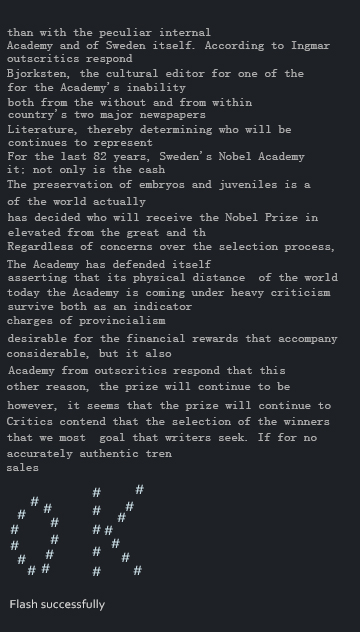 than with the peculiar internal
Academy and of Sweden itself. According to Ingmar
outscritics respond
Bjorksten, the cultural editor for one of the
for the Academy's inability
both from the without and from within
country's two major newspapers
Literature, thereby determining who will be
continues to represent
For the last 82 years, Sweden's Nobel Academy
it; not only is the cash
The preservation of embryos and juveniles is a
of the world actually
has decided who will receive the Nobel Prize in
elevated from the great and th
Regardless of concerns over the selection process,
The Academy has defended itself
asserting that its physical distance  of the world
today the Academy is coming under heavy criticism
survive both as an indicator
charges of provincialism
desirable for the financial rewards that accompany
considerable, but it also
Academy from outscritics respond that this
other reason, the prize will continue to be
however, it seems that the prize will continue to
Critics contend that the selection of the winners
that we most  goal that writers seek. If for no
accurately authentic tren
sales
OK
Flash successfully